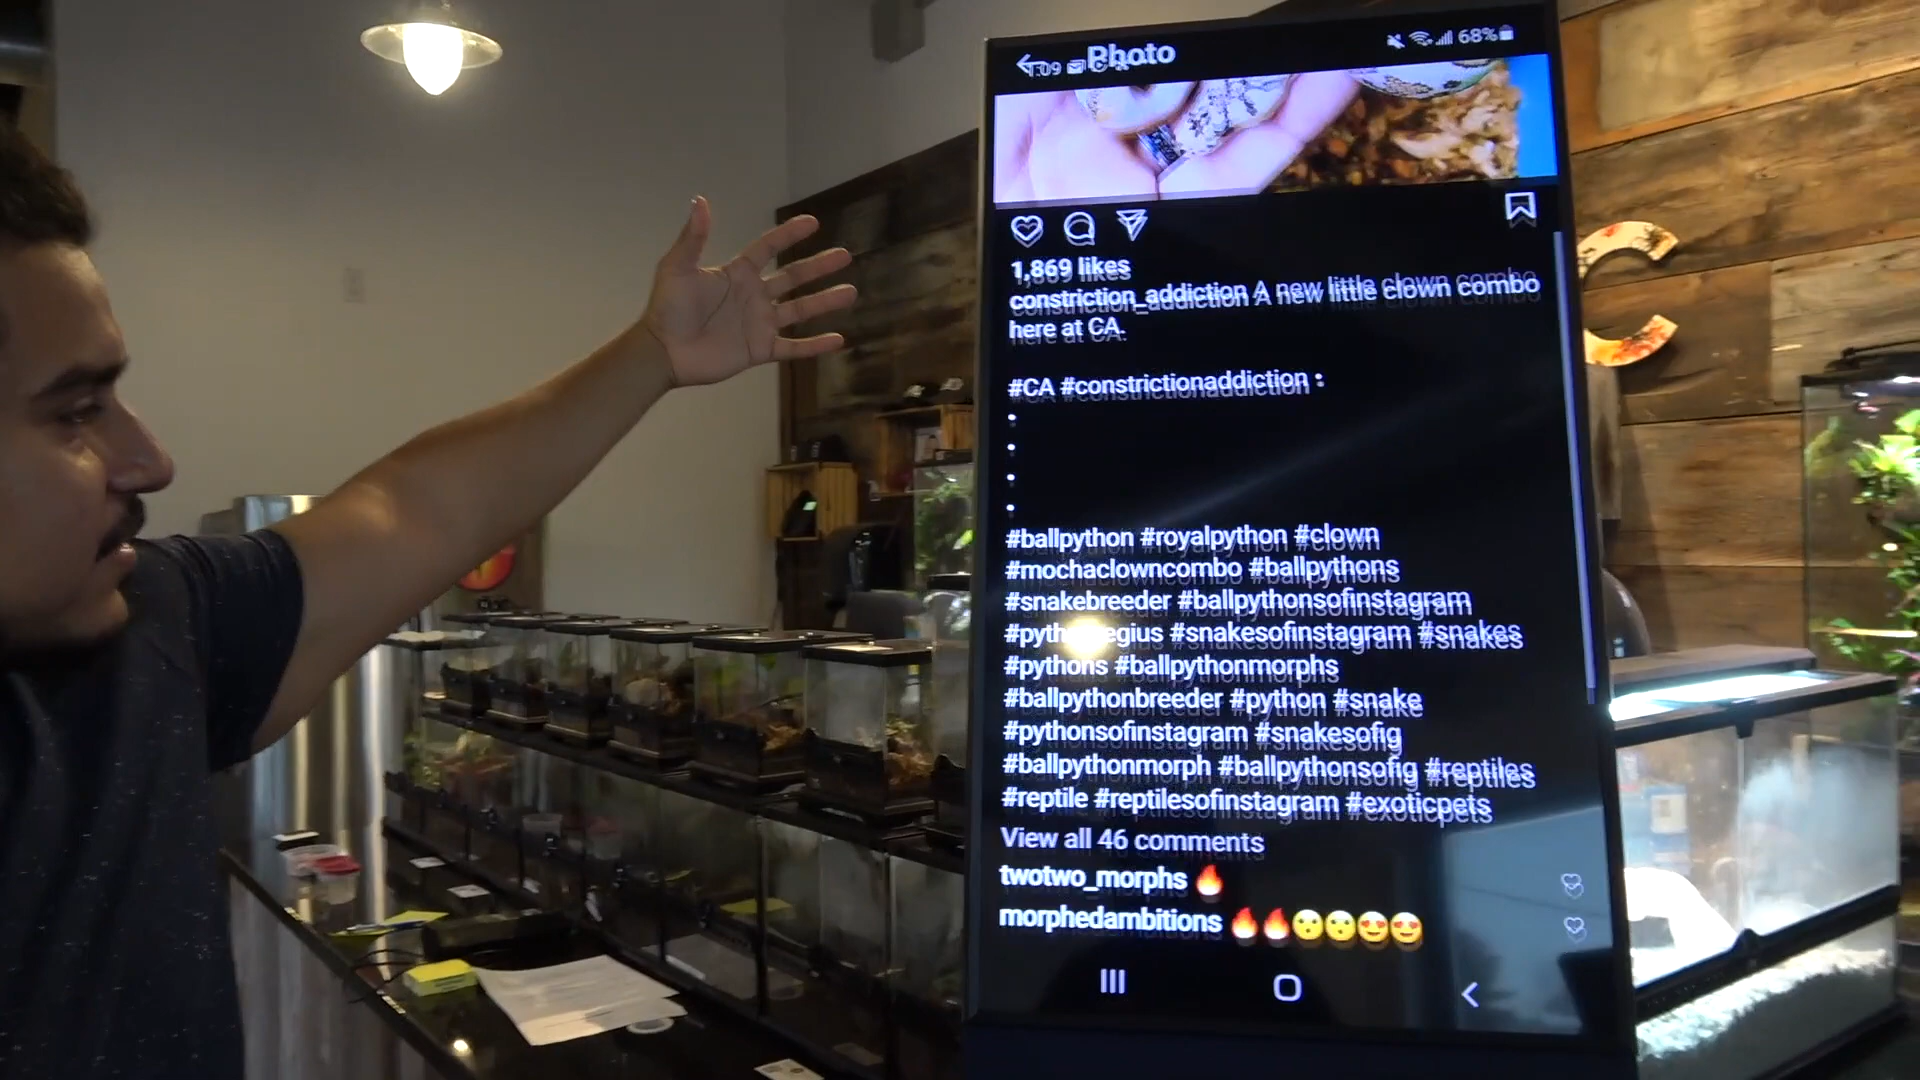 Photo
1:09
68%
1,869 likes
constriction_addiction A new little clown combo
here at CA.
#CA #constrictionaddiction :
:
:
:
:
#ballpython #royalpython #clown
#mochaclowncombo #ballpythons
#snakebreeder #ballpythonsofinstagram
#snakesofinstagram #snakes
#pythons #ballpythonmorphs
#ballpythonbreeder #python #snake
#pythonsofinstagram #snakesofig
#ballpythonmorph #ballpythonsofig #reptiles
#reptile #reptilesofinstagram #exoticpets
View all 46 comments
twotwo_morphs 🔥
morphedambitions 🔥🔥😯😯😍😍
C